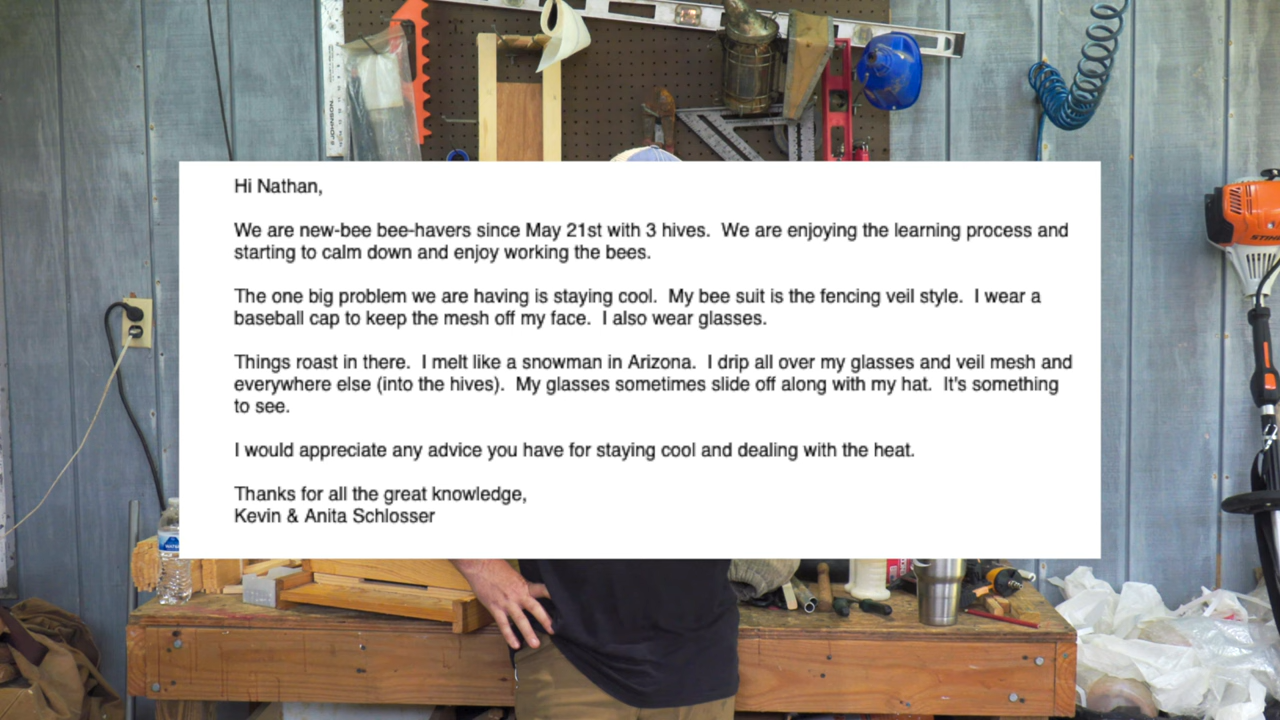 Hi Nathan,
We are new-bee bee-havers since May 21st with 3 hives.  We are enjoying the learning process and
starting to calm down and enjoy working the bees.
The one big problem we are having is staying cool.  My bee suit is the fencing veil style.  I wear a
baseball cap to keep the mesh off my face.  I also wear glasses.
Things roast in there.  I melt like a snowman in Arizona.  I drip all over my glasses and veil mesh and
everywhere else (into the hives).  My glasses sometimes slide off along with my hat.  It's something
to see.
I would appreciate any advice you have for staying cool and dealing with the heat.
Thanks for all the great knowledge,
Kevin & Anita Schlosser
STIHL